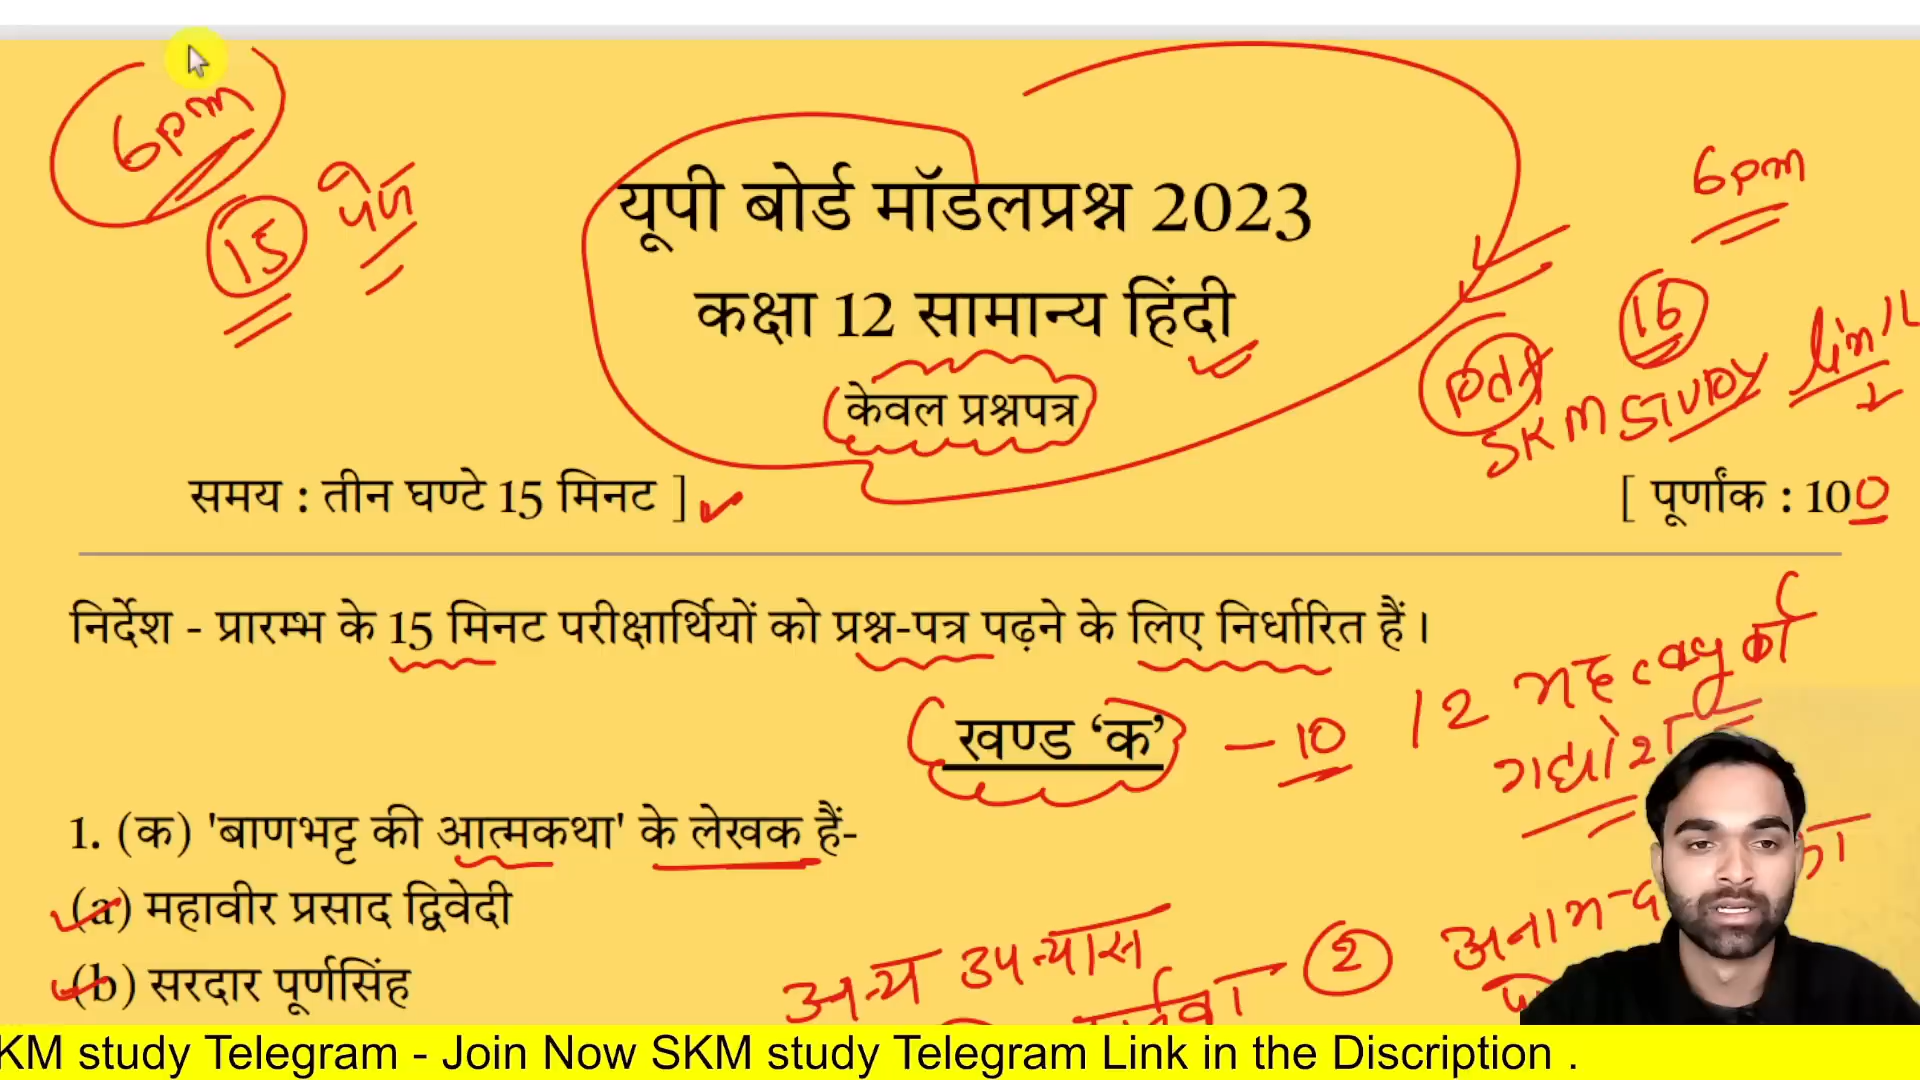 6pm
15 पेज
यूपी बोर्ड मॉडलप्रश्न 2023
कक्षा 12 सामान्य हिंदी
केवल प्रश्नपत्र
6pm
16
SKM STUDY link
समय : तीन घण्टे 15 मिनट ]
[ पूर्णांक : 100
निर्देश - प्रारम्भ के 15 मिनट परीक्षार्थियों को प्रश्न-पत्र पढ़ने के लिए निर्धारित हैं ।
खण्ड ‘क’ – 10
12
1. (क) 'बाणभट्ट की आत्मकथा' के लेखक हैं-
(a) महावीर प्रसाद द्विवेदी
(b) सरदार पूर्णसिंह
अन्य उपन्यास
2
KM study Telegram - Join Now SKM study Telegram Link in the Discription .